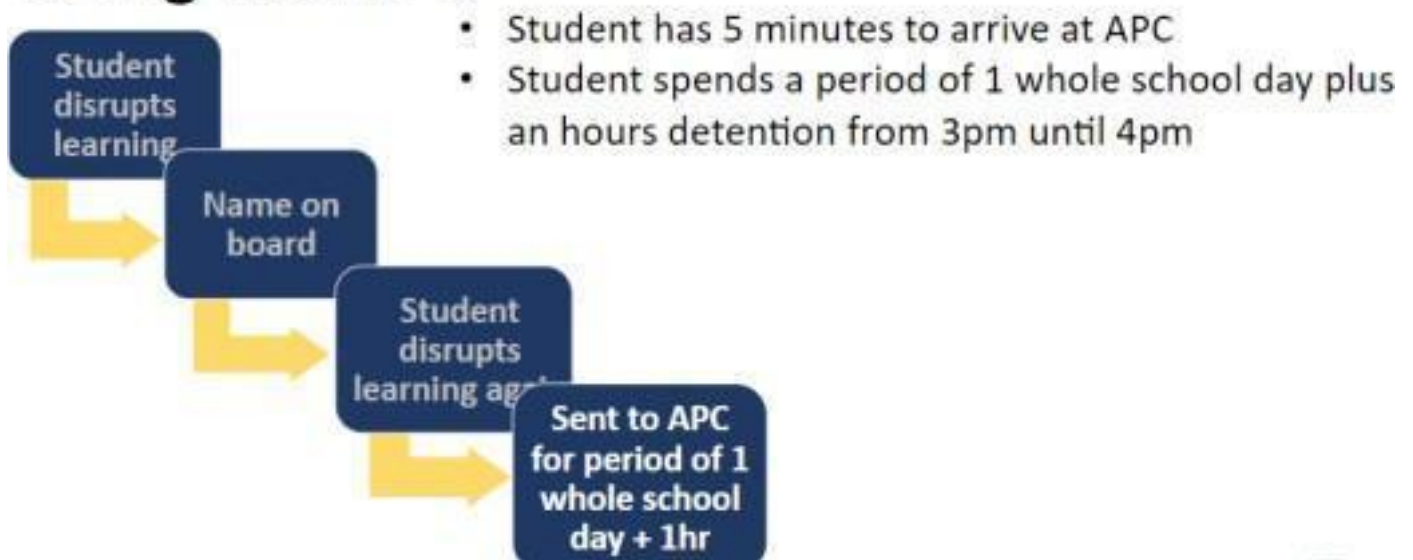 • Student has 5 minutes to arrive at APC
• Student spends a period of 1 whole school day plus
an hours detention from 3pm until 4pm
Student
disrupts
learning
Name on
board
Student
disrupts
learning
Sent to APC
for period of 1
whole school
day + 1hr